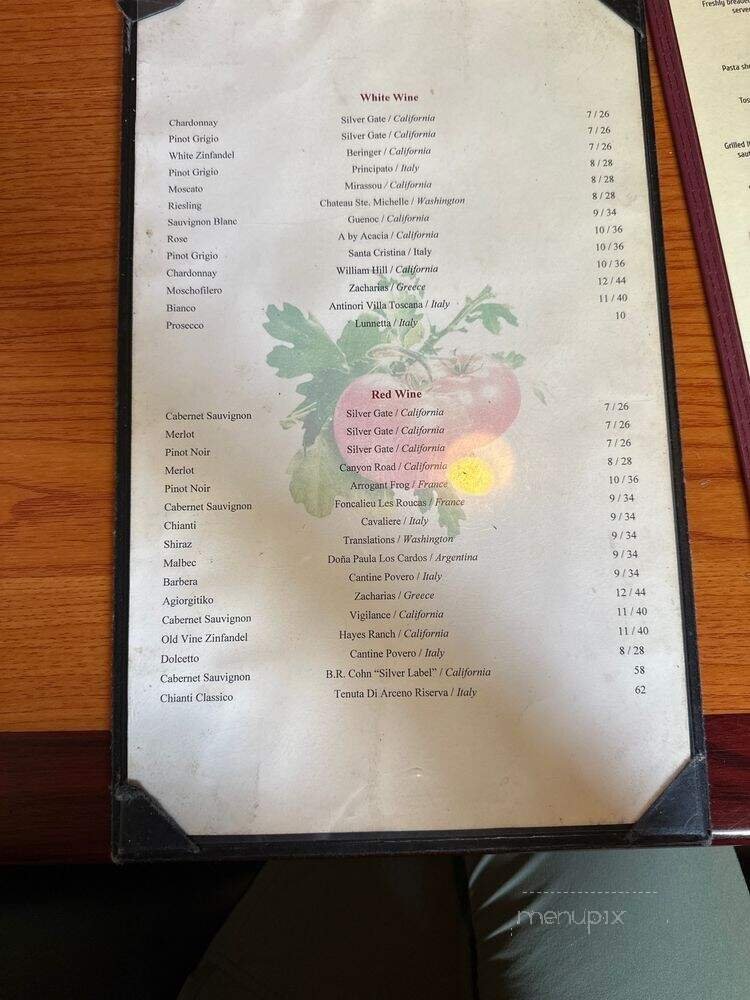 White Wine
Chardonnay Silver Gate / California 7 / 26
Pinot Grigio Silver Gate / California 7 / 26
White Zinfandel Beringer / California 7 / 26
Pinot Grigio Principato / Italy 8 / 28
Moscato Mirassou / California 8 / 28
Riesling Chateau Ste. Michelle / Washington 8 / 28
Sauvignon Blanc Guenoc / California 9 / 34
Rose A by Acacia / California 10 / 36
Pinot Grigio Santa Cristina / Italy 10 / 36
Chardonnay William Hill / California 10 / 36
Moschofilero Zacharias / Greece 12 / 44
Bianco Antinori Villa Toscana / Italy 11 / 40
Prosecco Lunnetta / Italy 10
Red Wine
Cabernet Sauvignon Silver Gate / California 7 / 26
Merlot Silver Gate / California 7 / 26
Pinot Noir Silver Gate / California 7 / 26
Merlot Canyon Road / California 8 / 28
Pinot Noir Arrogant Frog / France 10 / 36
Cabernet Sauvignon Foncalieu Les Roucas / France 9 / 34
Chianti Cavaliere / Italy 9 / 34
Shiraz Translations / Washington 9 / 34
Malbec Doña Paula Los Cardos / Argentina 9 / 34
Barbera Cantine Povero / Italy 9 / 34
Agiorgitiko Zacharias / Greece 12 / 44
Cabernet Sauvignon Vigilance / California 11 / 40
Old Vine Zinfandel Hayes Ranch / California 11 / 40
Dolcetto Cantine Povero / Italy 8 / 28
Cabernet Sauvignon B.R. Cohn “Silver Label” / California 58
Chianti Classico Tenuta Di Arceno Riserva / Italy 62
Freshly
Pasta
Grilled
menupix